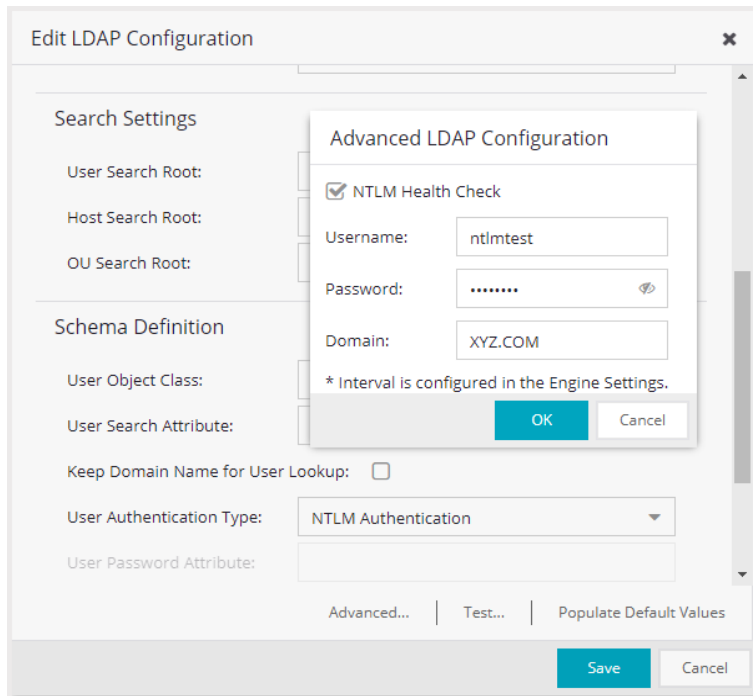 Edit LDAP Configuration
Search Settings
User Search Root:
Host Search Root:
OU Search Root:
Advanced LDAP Configuration
NTLM Health Check
Username:
ntlmtest
Password:
••••••••
Domain:
XYZ.COM
* Interval is configured in the Engine Settings.
OK
Cancel
Schema Definition
User Object Class:
User Search Attribute:
Keep Domain Name for User Lookup:
User Authentication Type:
NTLM Authentication
User Password Attribute:
Advanced...
Test...
Populate Default Values
Save
Cancel